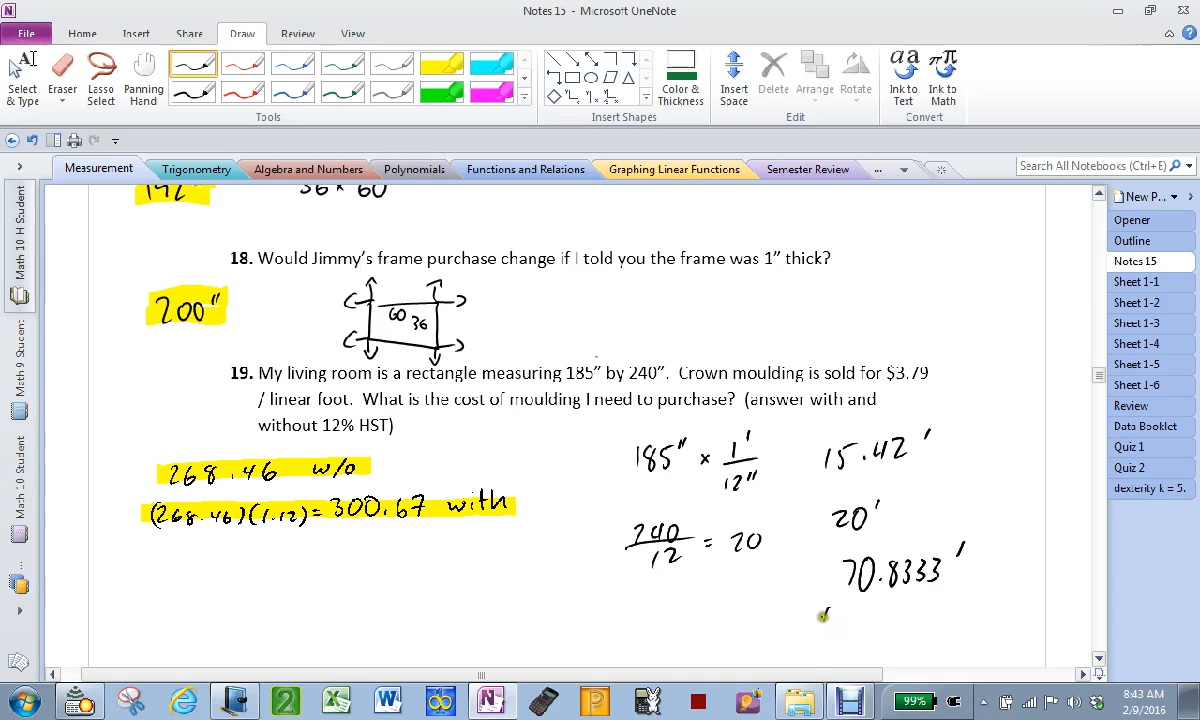 Notes 15 - Microsoft OneNote
File Home Insert Share Draw Review View
Select & Type
Eraser
Lasso Select
Panning Hand
Tools
Insert Shapes
Color & Thickness
Insert Space
Delete
Arrange
Rotate
Edit
Ink to Text
Ink to Math
Convert
Measurement Trigonometry Algebra and Numbers Polynomials Functions and Relations Graphing Linear Functions Semester Review ...
Search All Notebooks (Ctrl+E)
Math 10 H Student
Math 9 Student
Math 10 Student
New P...
Opener
Outline
Notes 15
Sheet 1-1
Sheet 1-2
Sheet 1-3
Sheet 1-4
Sheet 1-5
Sheet 1-6
Review
Data Booklet
Quiz 1
Quiz 2
dexterity k = 5.
192"
36 × 60
18. Would Jimmy's frame purchase change if I told you the frame was 1" thick?
200"
60 36
19. My living room is a rectangle measuring 185" by 240". Crown moulding is sold for $3.79
/ linear foot. What is the cost of moulding I need to purchase? (answer with and
without 12% HST)
268.46 w/o
(268.46)(1.12) = 300.67 with
185" × 1'/12"
15.42'
240/12 = 20
20'
70.8333'
99%
8:43 AM
2/9/2016